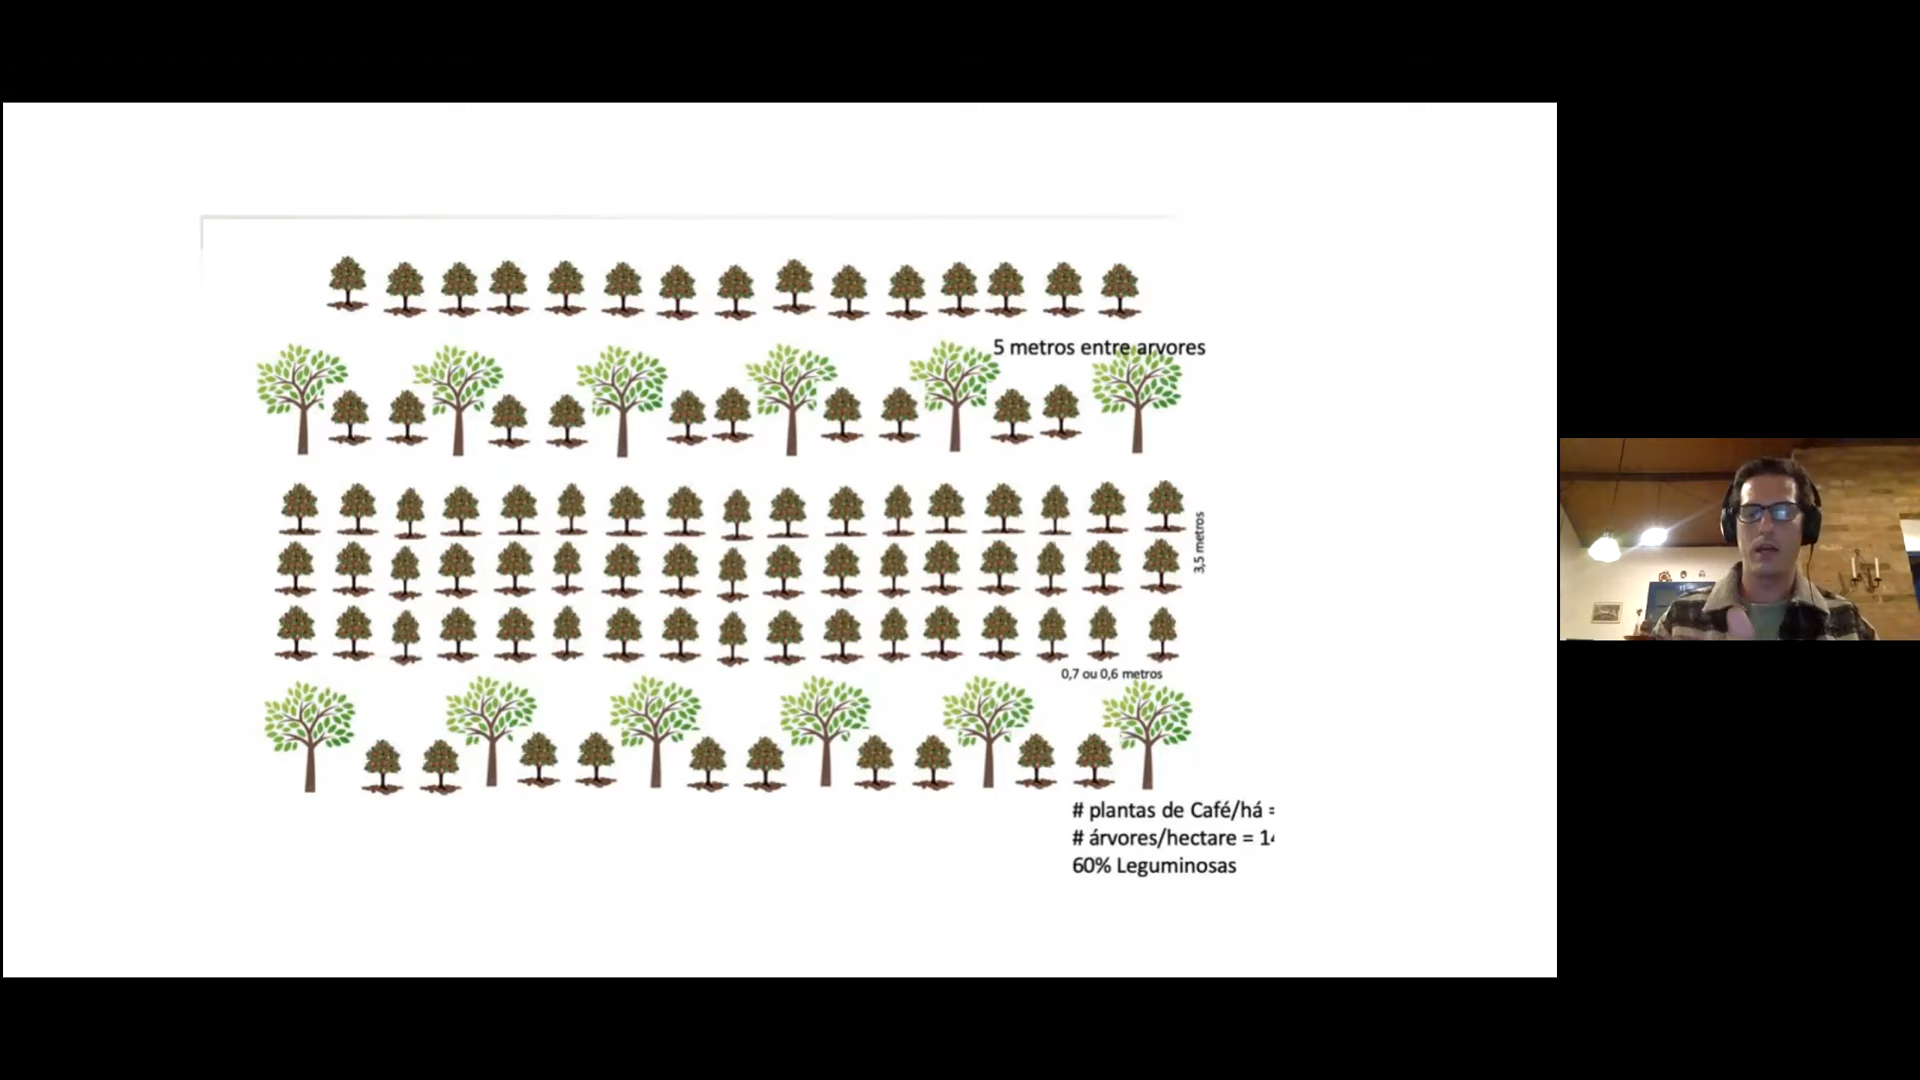 5 metros entre arvores
3,5 metros
0,7 ou 0,6 metros
# plantas de Café/há =
# árvores/hectare = 14
60% Leguminosas